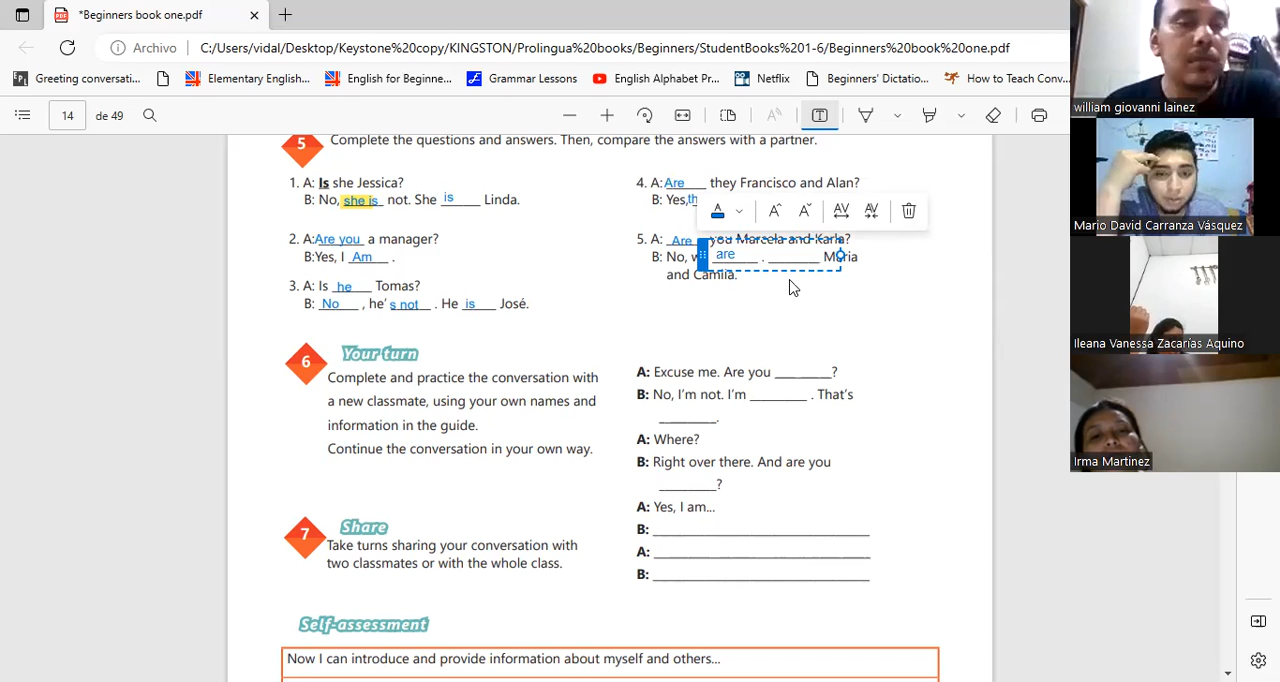 *Beginners book one.pdf
Archivo
C:/Users/vidal/Desktop/Keystone%20copy/KINGSTON/Prolingua%20books/Beginners/StudentBooks%201-6/Beginners%20book%20one.pdf
Greeting conversati...
Elementary English...
English for Beginne...
Grammar Lessons
English Alphabet Pr...
Netflix
Beginners' Dictatio...
How to Teach Conv...
14 de 49
5 Complete the questions and answers. Then, compare the answers with a partner.
1. A: Is she Jessica?
B: No, she is not. She is Linda.
2. A: Are you a manager?
B:Yes, I Am .
3. A: Is he Tomas?
B: No , he's not . He is José.
4. A: Are they Francisco and Alan?
B: Yes, th
5. A: Are you Marcela and Karla?
B: No, w are . ________ María
and Camila.
6 Your turn
Complete and practice the conversation with
a new classmate, using your own names and
information in the guide.
Continue the conversation in your own way.
A: Excuse me. Are you _________?
B: No, I'm not. I'm _________ . That's
_________.
A: Where?
B: Right over there. And are you
_________?
A: Yes, I am...
B:
A:
B:
7 Share
Take turns sharing your conversation with
two classmates or with the whole class.
Self-assessment
Now I can introduce and provide information about myself and others...
william giovanni lainez
Mario David Carranza Vásquez
Ileana Vanessa Zacarías Aquino
Irma Martinez